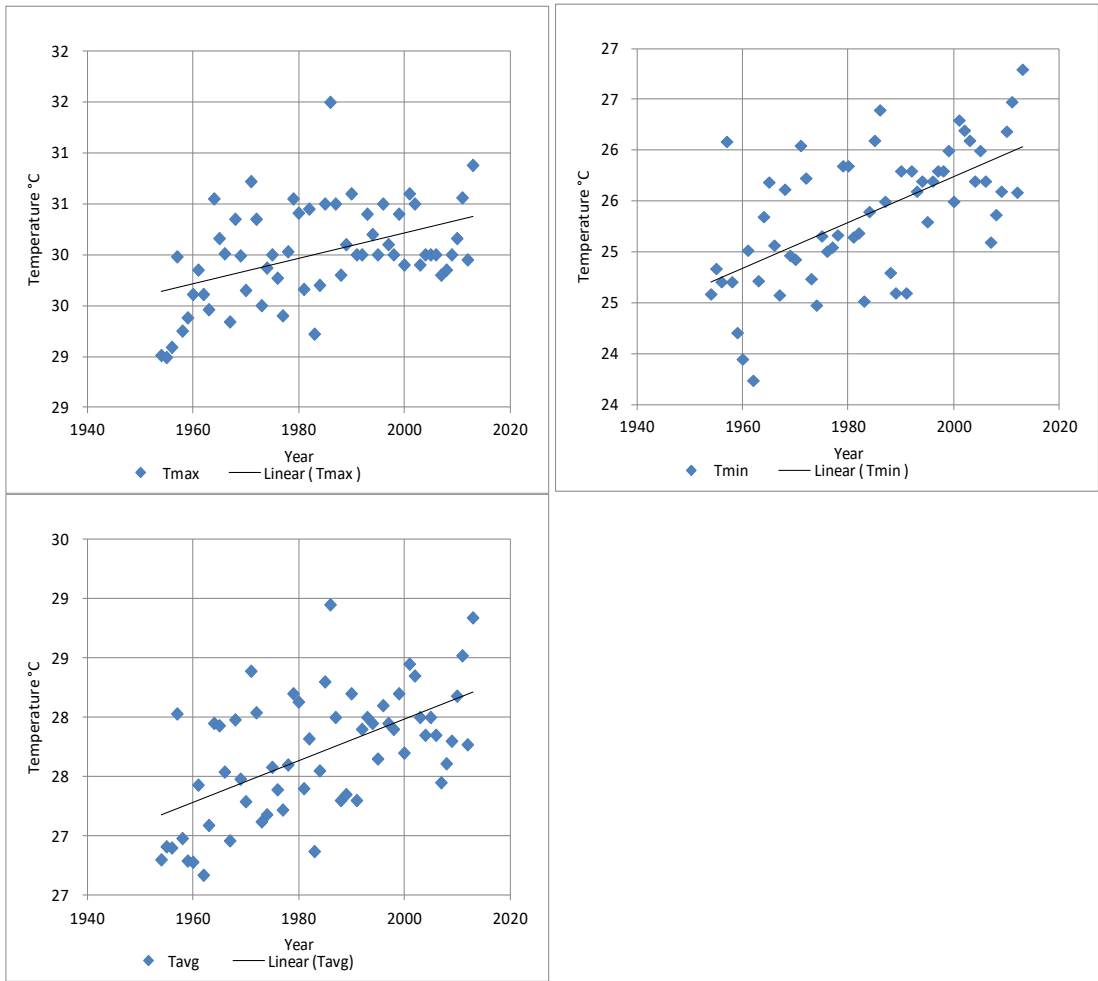 32
32
31
31
30
30
29
29
Temperature °C
1940 1960 1980 2000 2020
Year
Tmax Linear ( Tmax )
27
27
26
26
25
25
24
24
Temperature °C
1940 1960 1980 2000 2020
Year
Tmin Linear ( Tmin )
30
29
29
28
28
27
27
Temperature °C
1940 1960 1980 2000 2020
Year
Tavg Linear (Tavg)